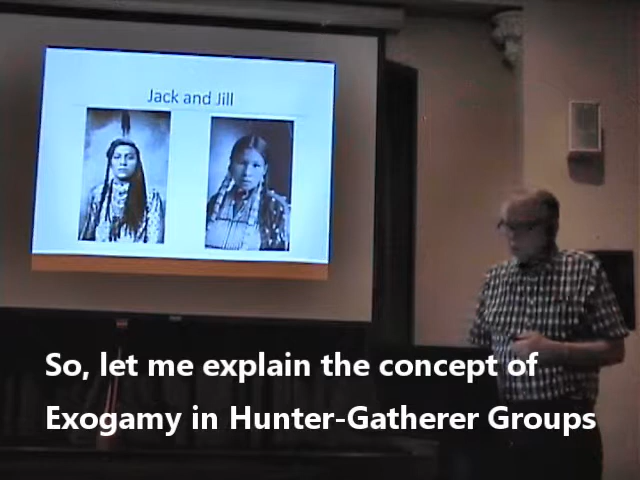 Jack and Jill
So, let me explain the concept of
Exogamy in Hunter-Gatherer Groups